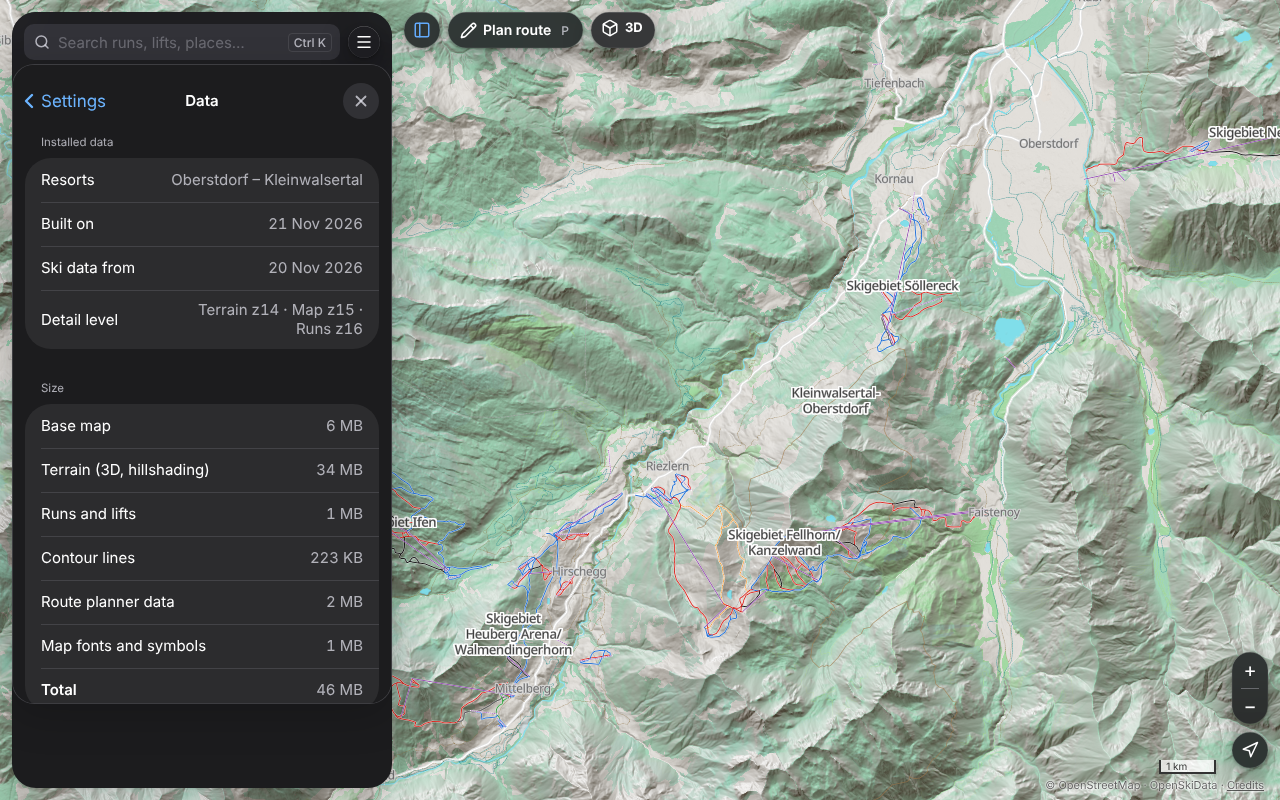 Search runs, lifts, places...
Ctrl K
Plan route P
3D
Settings
Data
Installed data
Resorts Oberstdorf – Kleinwalsertal
Built on 21 Nov 2026
Ski data from 20 Nov 2026
Detail level Terrain z14 · Map z15 ·
Runs z16
Size
Base map 6 MB
Terrain (3D, hillshading) 34 MB
Runs and lifts 1 MB
Contour lines 223 KB
Route planner data 2 MB
Map fonts and symbols 1 MB
Total 46 MB
Tiefenbach
Oberstdorf
Skigebiet Ne
Kornau
Skigebiet Söllereck
Kleinwalsertal-
Oberstdorf
Riezlern
biet Ifen
Faistenoy
Skigebiet Fellhorn/
Kanzelwand
Hirschegg
Skigebiet
Heuberg Arena/
Walmendingerhorn
Mittelberg
+
−
1 km
© OpenStreetMap · OpenSkiData · Credits